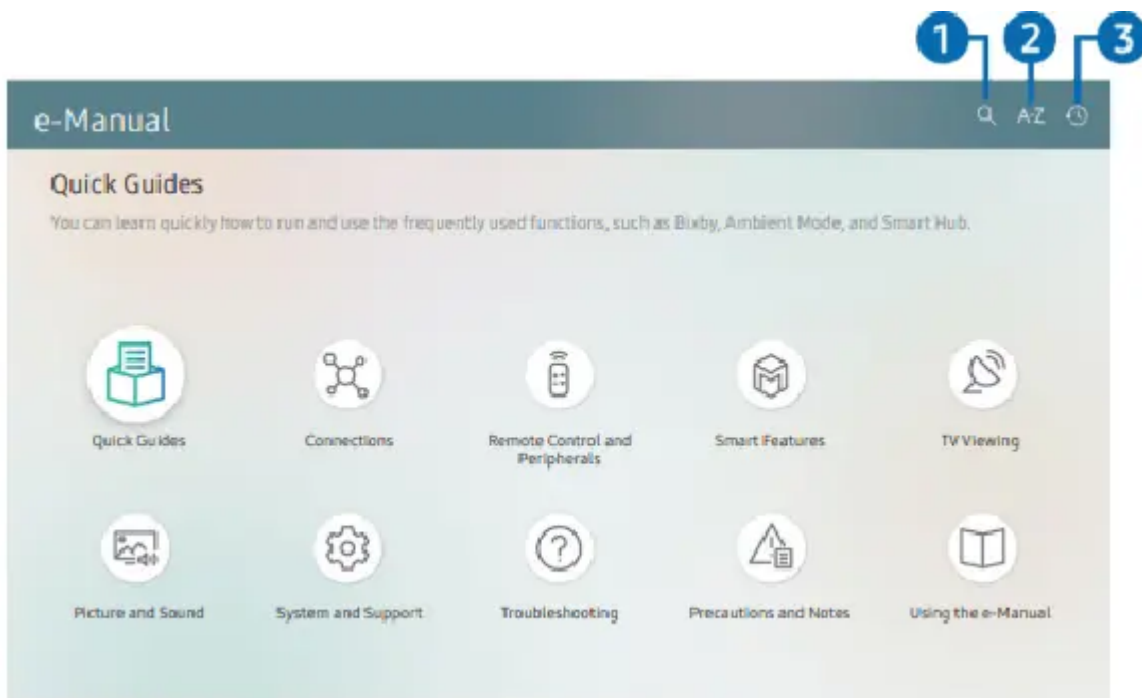 1 2 3
e-Manual
A-Z
Quick Guides
You can learn quickly how to run and use the frequently used functions, such as Bixby, Ambient Mode, and Smart Hub.
Quick Guides
Connections
Remote Control and
Peripherals
Smart Features
TV Viewing
Picture and Sound
System and Support
Troubleshooting
Precautions and Notes
Using the e-Manual